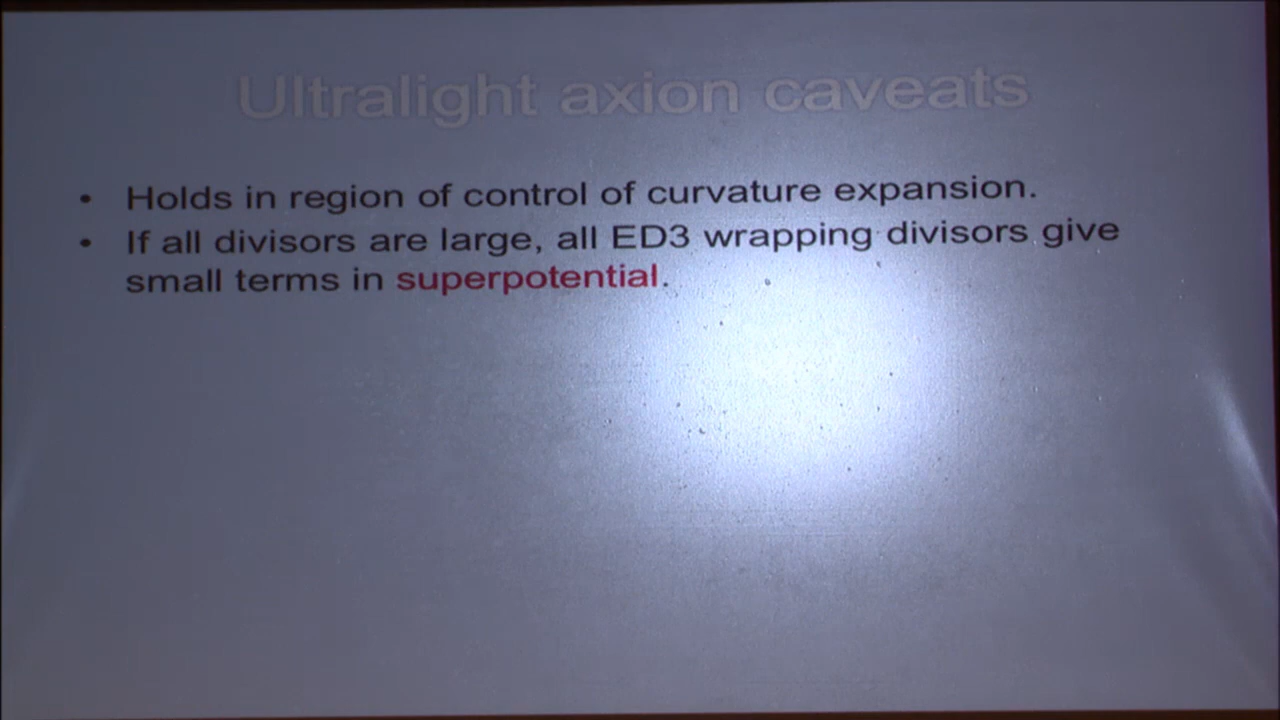 Ultralight axion caveats
• Holds in region of control of curvature expansion.
• If all divisors are large, all ED3 wrapping divisors give
small terms in superpotential.